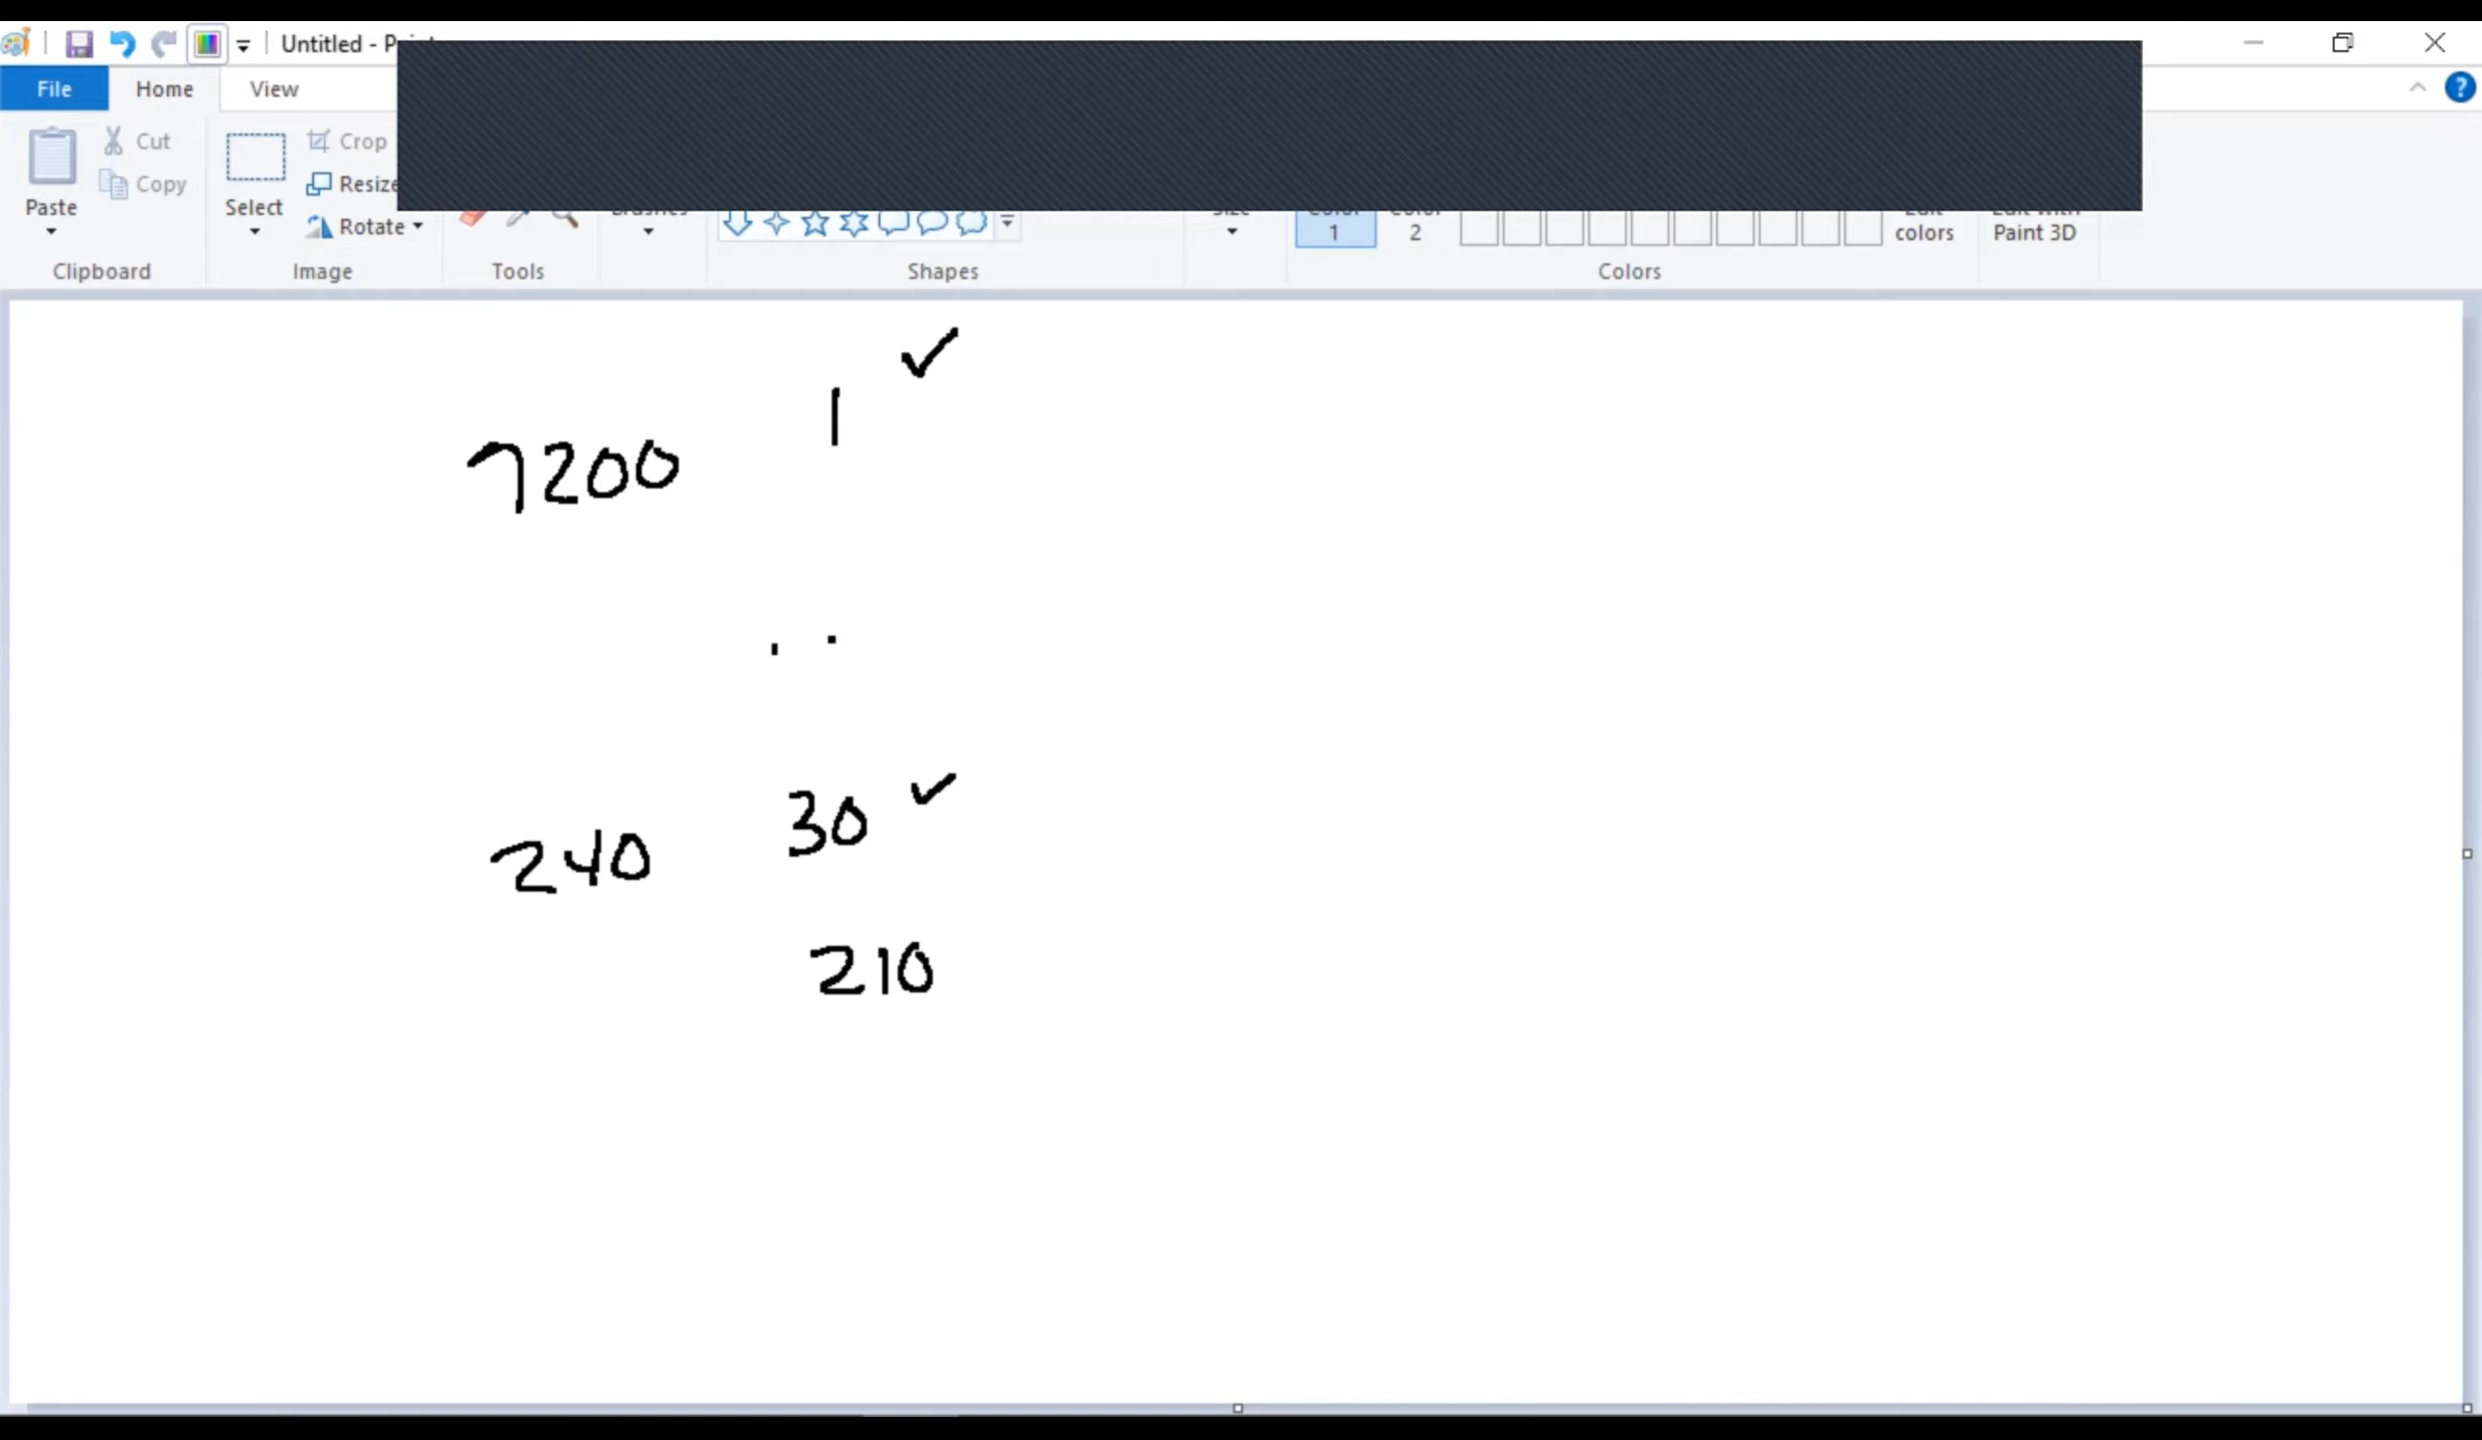 Untitled - Paint
File Home View
Cut
Crop
Copy
Resize
Paste Select
Rotate
1 2 colors Paint 3D
Clipboard Image Tools Shapes Colors
✓
1
7200
30 ✓
240
210